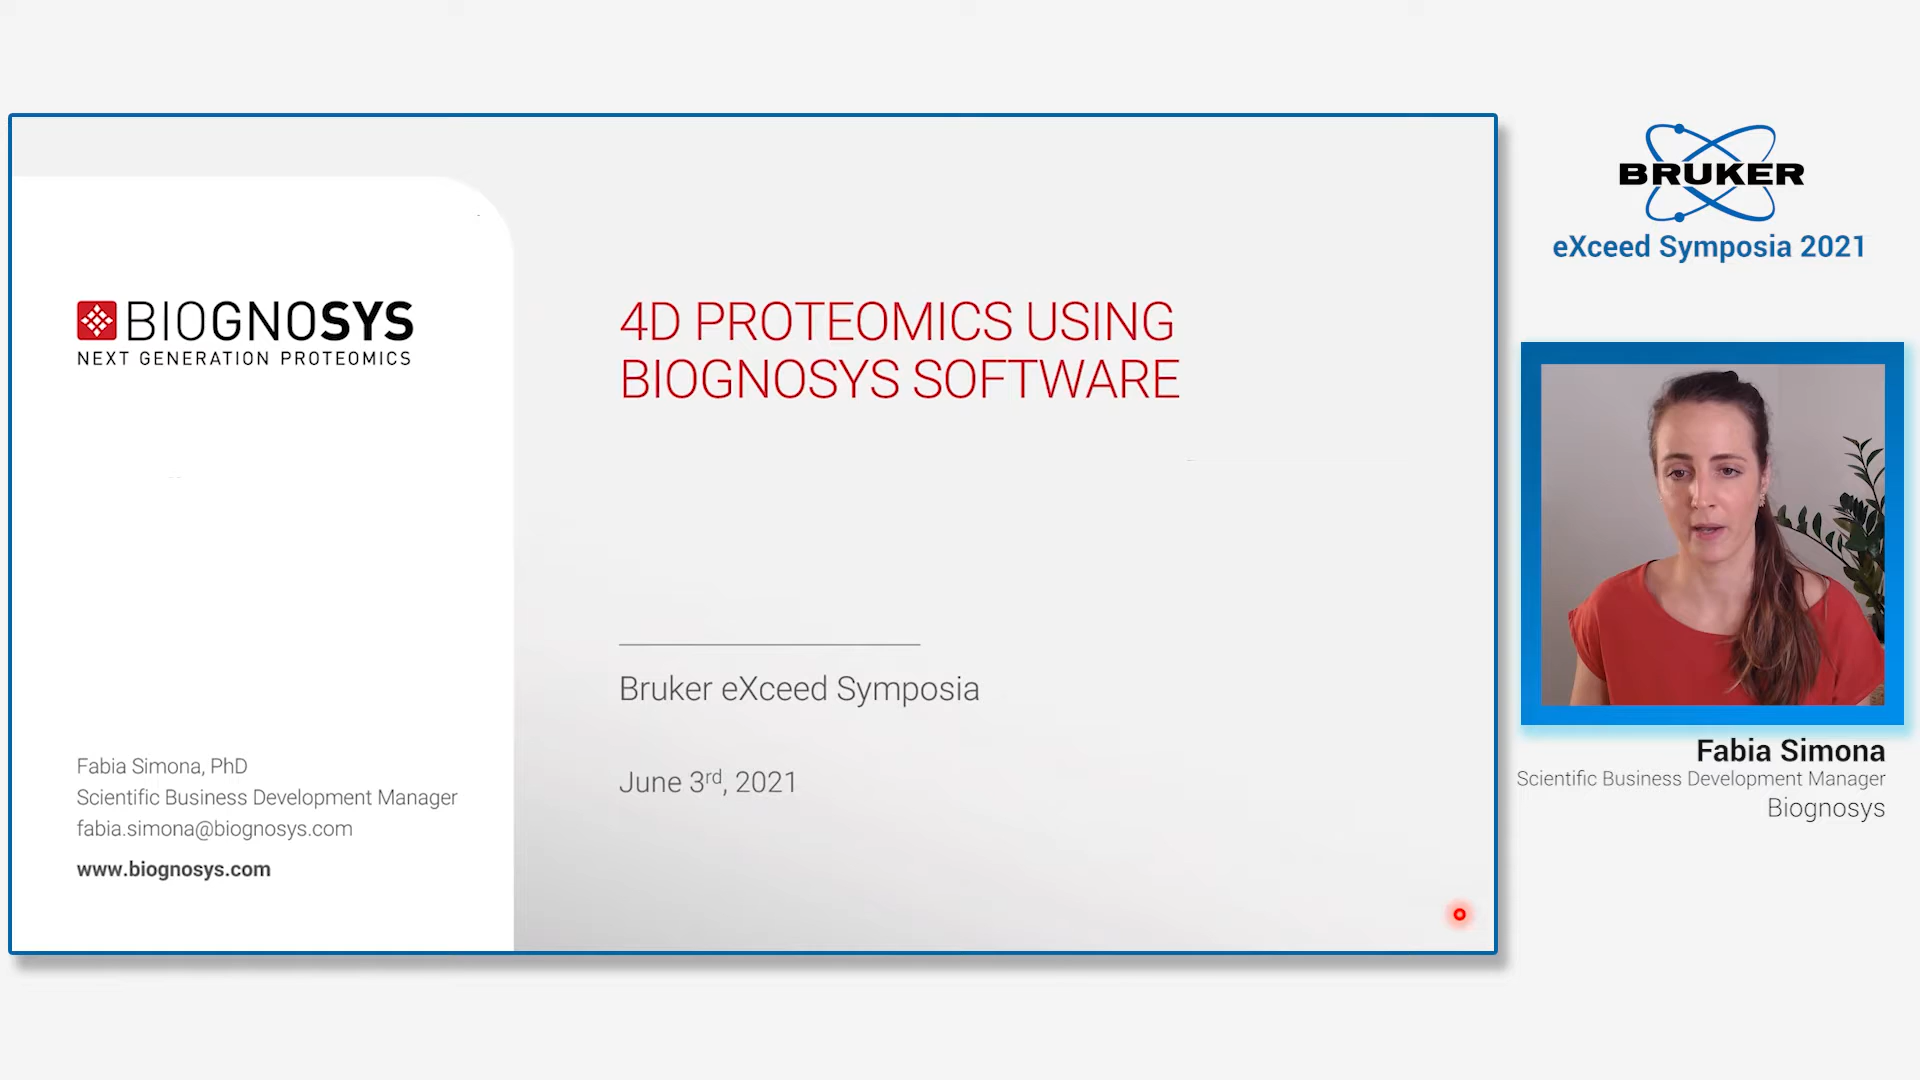 BIOGNOSYS
NEXT GENERATION PROTEOMICS
Fabia Simona, PhD
Scientific Business Development Manager
fabia.simona@biognosys.com
www.biognosys.com
4D PROTEOMICS USING
BIOGNOSYS SOFTWARE
Bruker eXceed Symposia
June 3rd, 2021
BRUKER
eXceed Symposia 2021
Fabia Simona
Scientific Business Development Manager
Biognosys